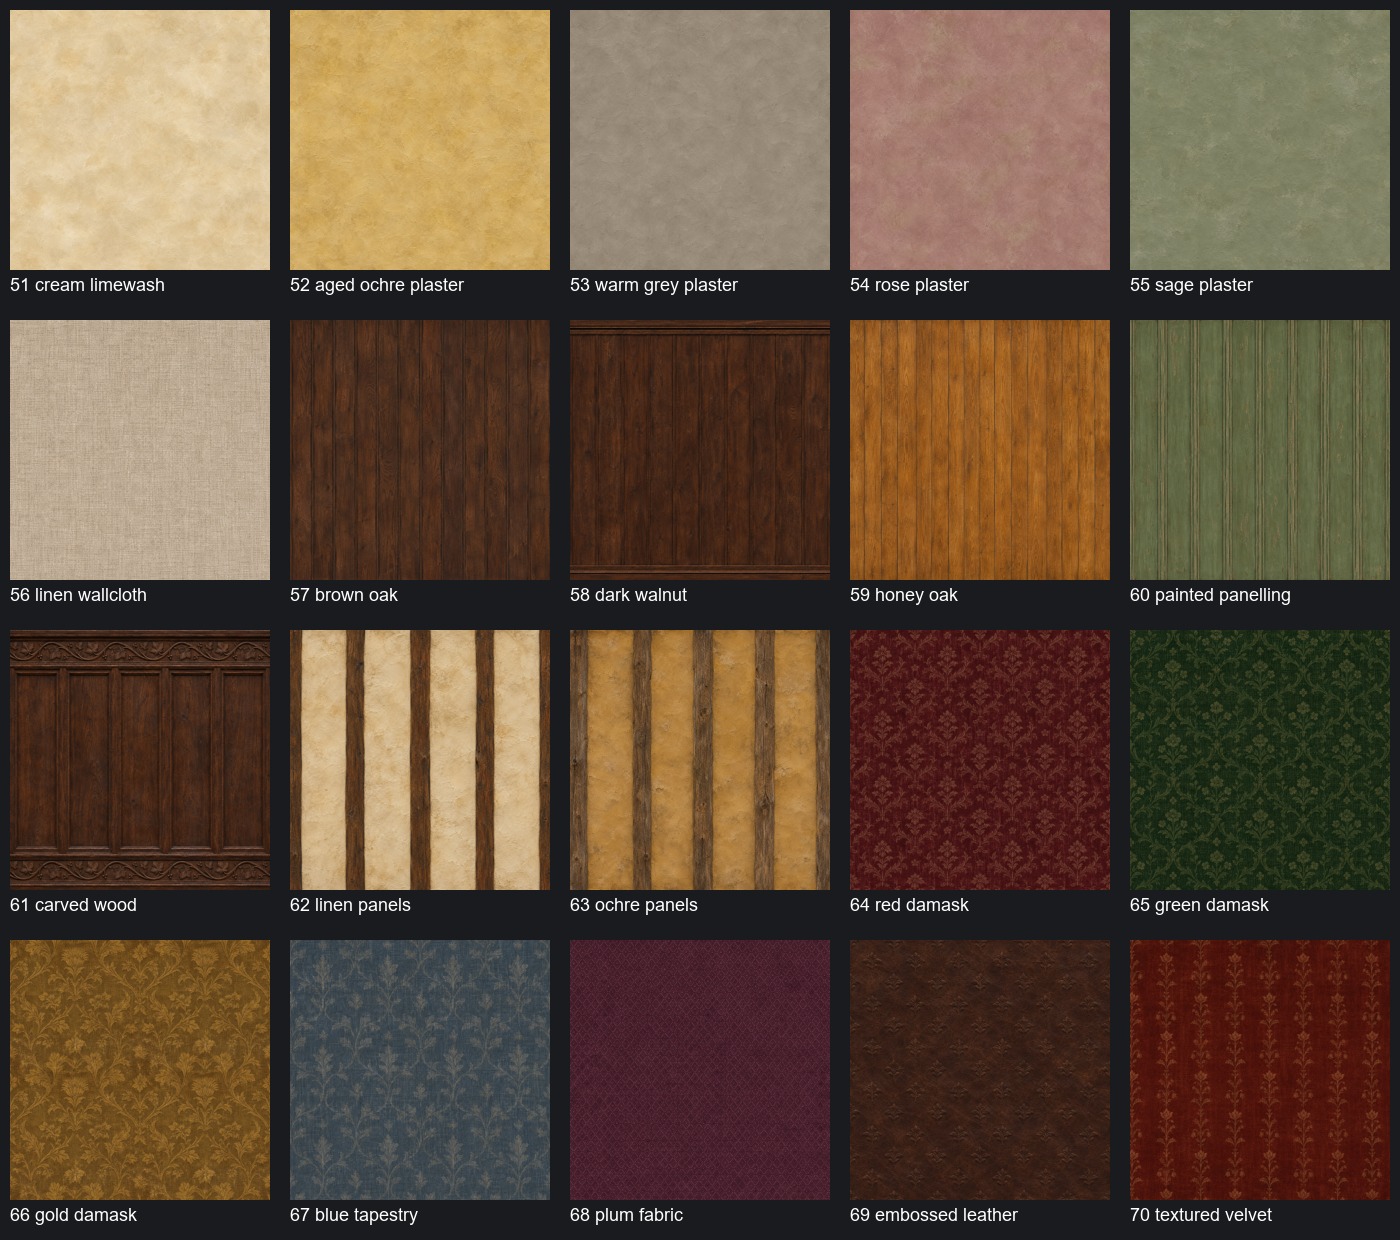 51 cream limewash
52 aged ochre plaster
53 warm grey plaster
54 rose plaster
55 sage plaster
56 linen wallcloth
57 brown oak
58 dark walnut
59 honey oak
60 painted panelling
61 carved wood
62 linen panels
63 ochre panels
64 red damask
65 green damask
66 gold damask
67 blue tapestry
68 plum fabric
69 embossed leather
70 textured velvet